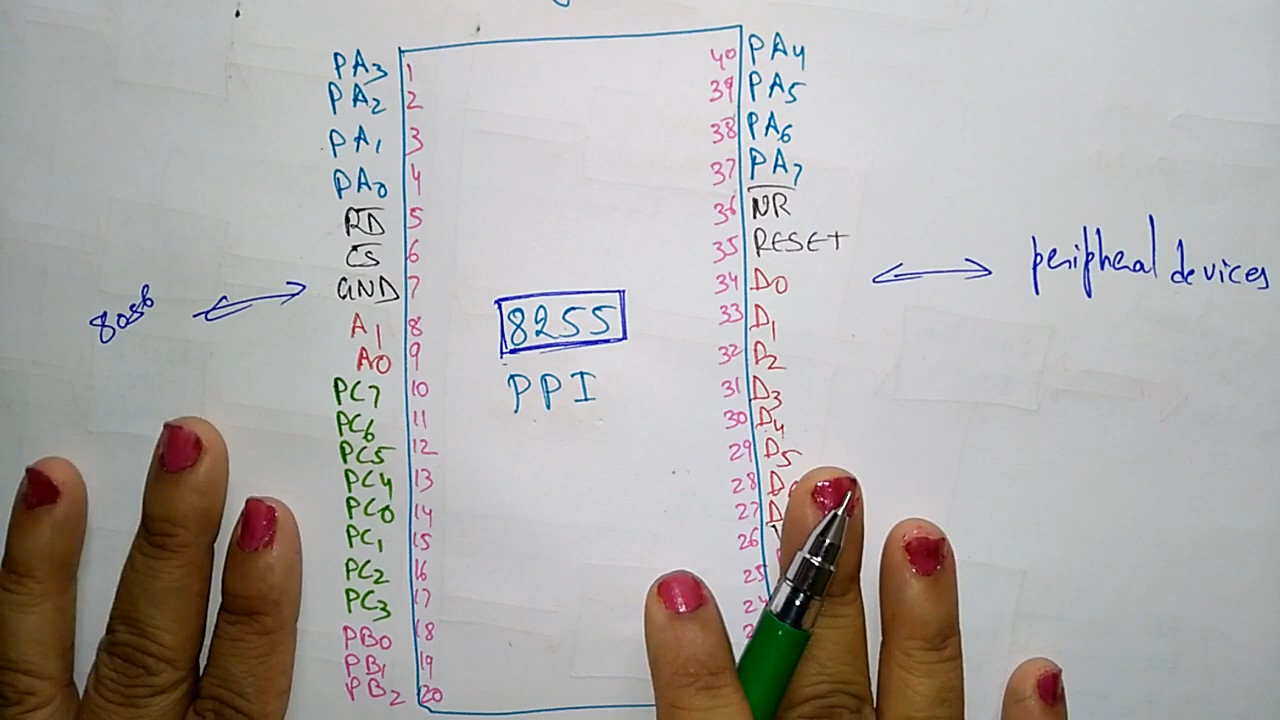 PA3 1 40 PA4
PA2 2 39 PA5
PA1 3 38 PA6
PA0 4 37 PA7
RD 5 36 WR
CS 6 35 RESET
GND 7 34 D0
8086 peripheral devices
A1 8 33 D1
8255
A0 9 32 D2
PPI
PC7 10 31 D3
PC6 11 30 D4
PC5 12 29 D5
PC4 13 28
PC0 14 27
PC1 15 26
PC2 16 25
PC3 17
PB0 18
PB1 19
PB2 20